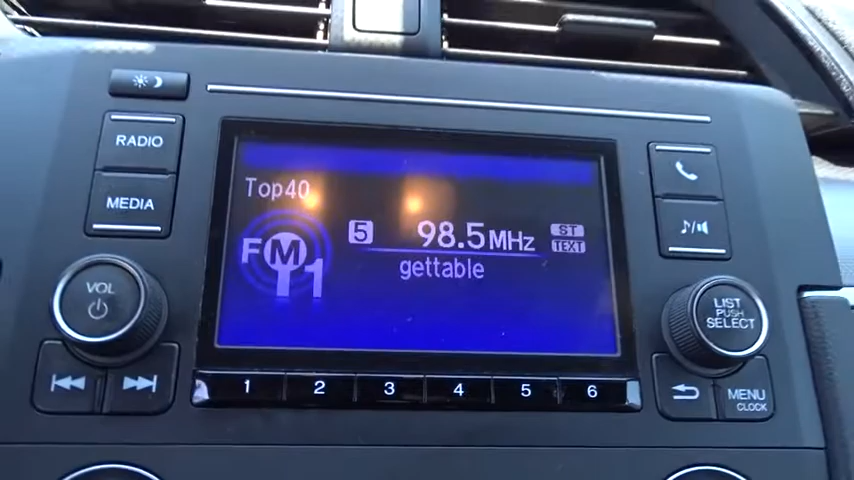 RADIO
MEDIA
VOL
Top40
FM1
5 98.5MHz ST
TEXT
gettable
LIST
PUSH
SELECT
1 2 3 4 5 6
MENU
CLOCK